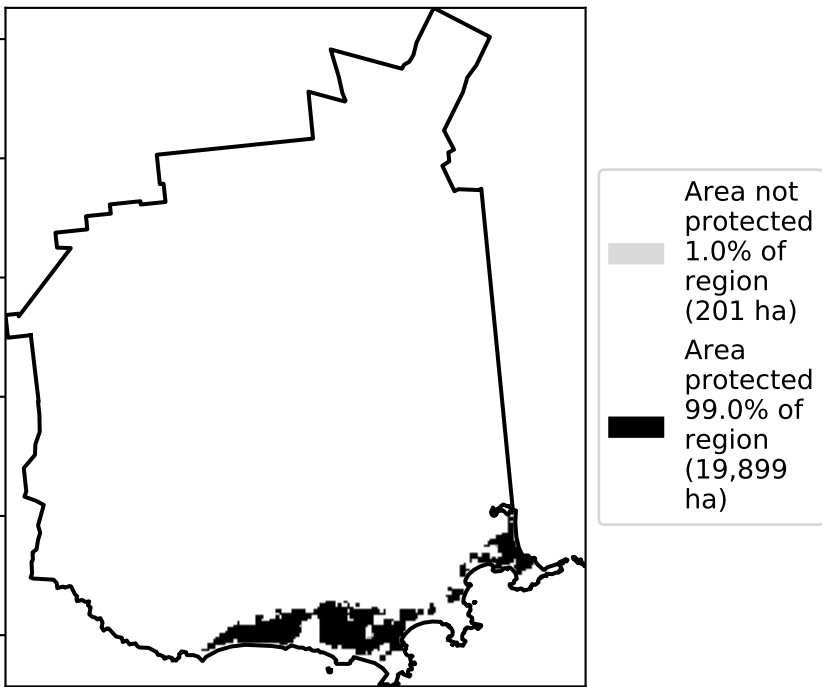 Area not
protected
1.0% of
region
(201 ha)
Area
protected
99.0% of
region
(19,899
ha)